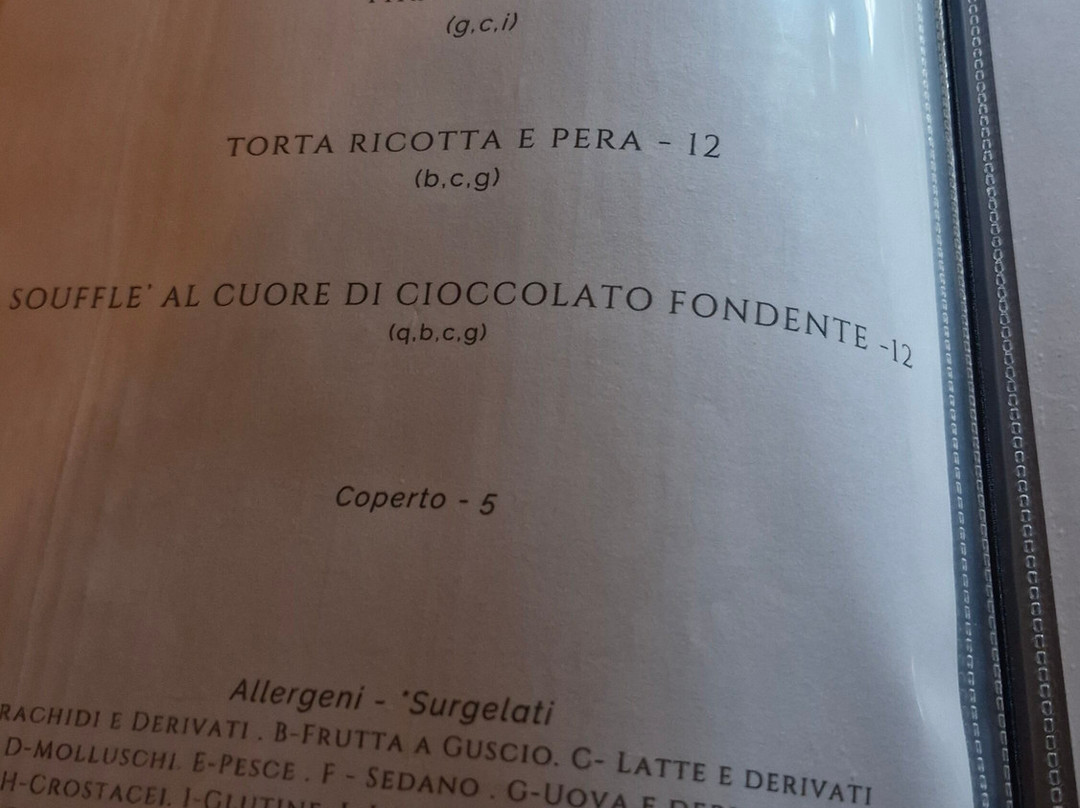 (g,c,i)
TORTA RICOTTA E PERA - 12
(b,c,g)
SOUFFLE' AL CUORE DI CIOCCOLATO FONDENTE -12
(q,b,c,g)
Coperto - 5
Allergeni - *Surgelati
RACHIDI E DERIVATI . B-FRUTTA A GUSCIO. C- LATTE E DERIVATI
D-MOLLUSCHI. E-PESCE . F - SEDANO . G-UOVA E
H-CROSTACEI.